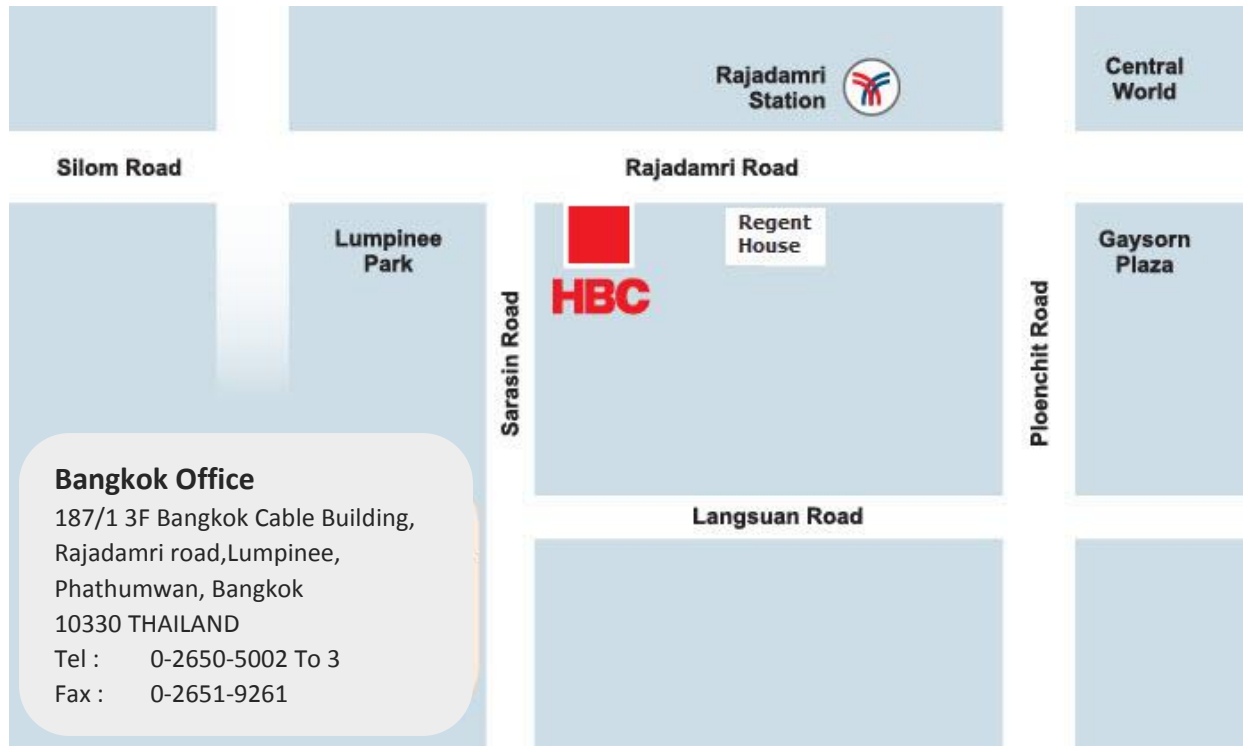 Rajadamri
Station
Central
World
Silom Road
Rajadamri Road
Lumpinee
Park
HBC
Regent
House
Gaysorn
Plaza
Sarasin Road
Ploenchit Road
Langsuan Road
Bangkok Office
187/1 3F Bangkok Cable Building,
Rajadamri road,Lumpinee,
Phathumwan, Bangkok
10330 THAILAND
Tel : 0-2650-5002 To 3
Fax : 0-2651-9261